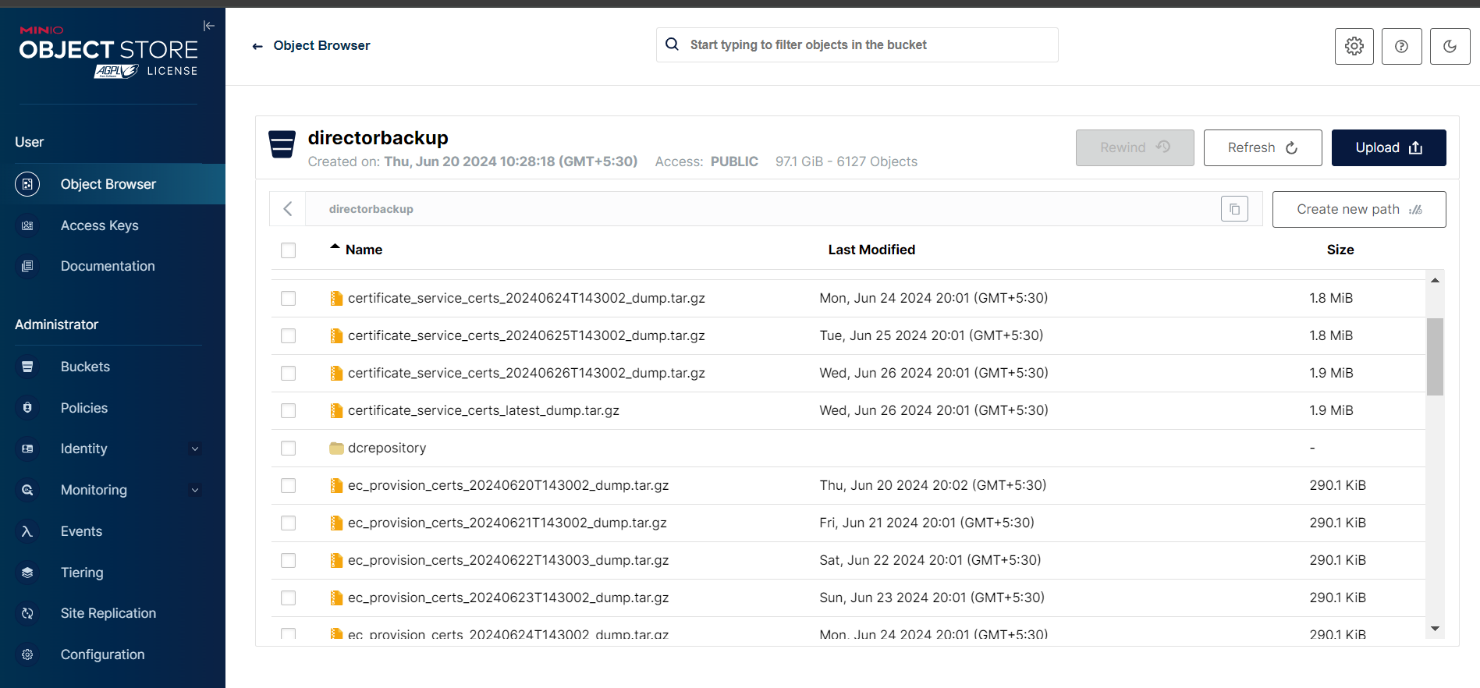 MINIO
OBJECT STORE
AGPLv3 LICENSE
User
Object Browser
Access Keys
Documentation
Administrator
Buckets
Policies
Identity
Monitoring
Events
Tiering
Site Replication
Configuration
← Object Browser
Start typing to filter objects in the bucket
directorbackup
Created on: Thu, Jun 20 2024 10:28:18 (GMT+5:30) Access: PUBLIC 97.1 GiB - 6127 Objects
Rewind
Refresh
Upload
directorbackup
Create new path
Name Last Modified Size
certificate_service_certs_20240624T143002_dump.tar.gz Mon, Jun 24 2024 20:01 (GMT+5:30) 1.8 MiB
certificate_service_certs_20240625T143002_dump.tar.gz Tue, Jun 25 2024 20:01 (GMT+5:30) 1.8 MiB
certificate_service_certs_20240626T143002_dump.tar.gz Wed, Jun 26 2024 20:01 (GMT+5:30) 1.9 MiB
certificate_service_certs_latest_dump.tar.gz Wed, Jun 26 2024 20:01 (GMT+5:30) 1.9 MiB
dcrepository -
ec_provision_certs_20240620T143002_dump.tar.gz Thu, Jun 20 2024 20:02 (GMT+5:30) 290.1 KiB
ec_provision_certs_20240621T143002_dump.tar.gz Fri, Jun 21 2024 20:01 (GMT+5:30) 290.1 KiB
ec_provision_certs_20240622T143003_dump.tar.gz Sat, Jun 22 2024 20:01 (GMT+5:30) 290.1 KiB
ec_provision_certs_20240623T143002_dump.tar.gz Sun, Jun 23 2024 20:01 (GMT+5:30) 290.1 KiB
ec_provision_certs_20240624T143002_dump.tar.gz Mon, Jun 24 2024 20:01 (GMT+5:30) 290.1 KiB